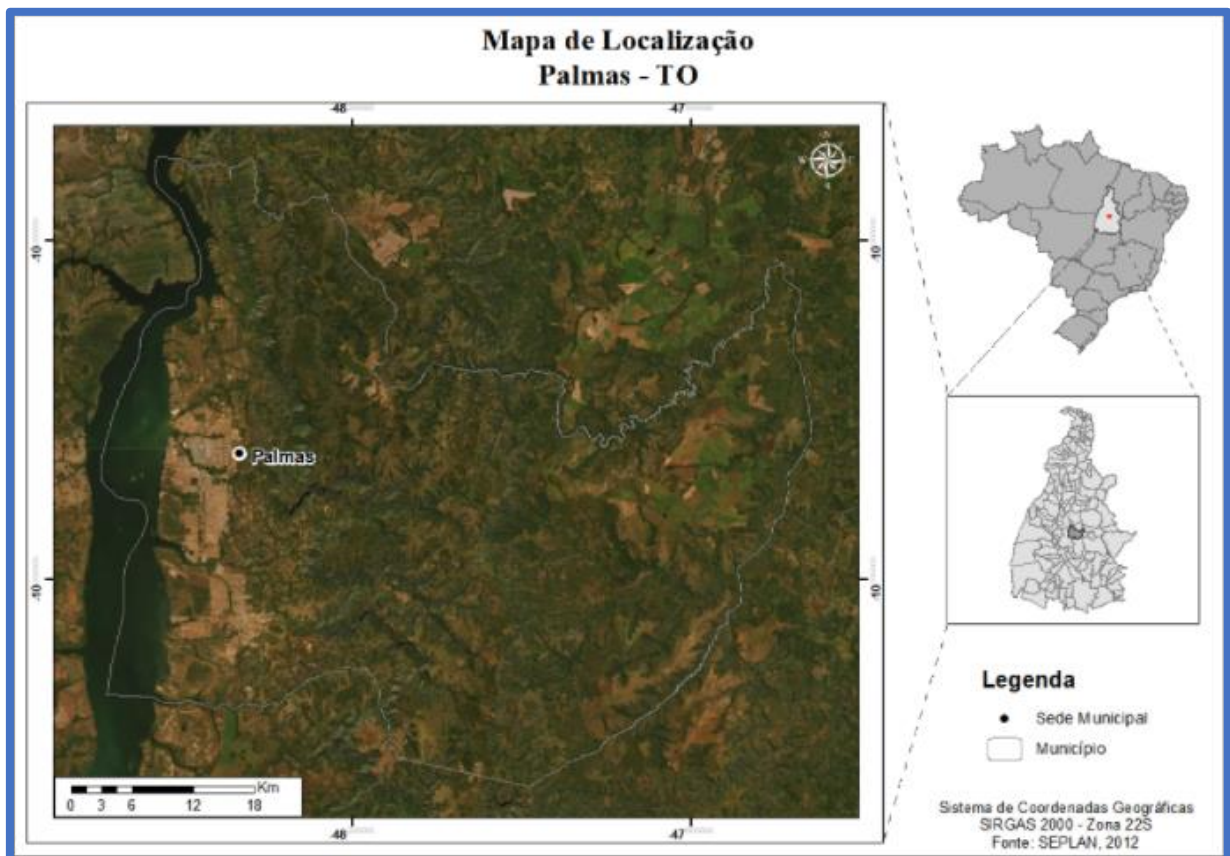 Mapa de Localização
Palmas - TO
-48
-47
-10
-10
Palmas
-10
-10
Km
0 3 6 12 18
-48
-47
Legenda
Sede Municipal
Município
Sistema de Coordenadas Geográficas
SIRGAS 2000 - Zona 22S
Fonte: SEPLAN, 2012